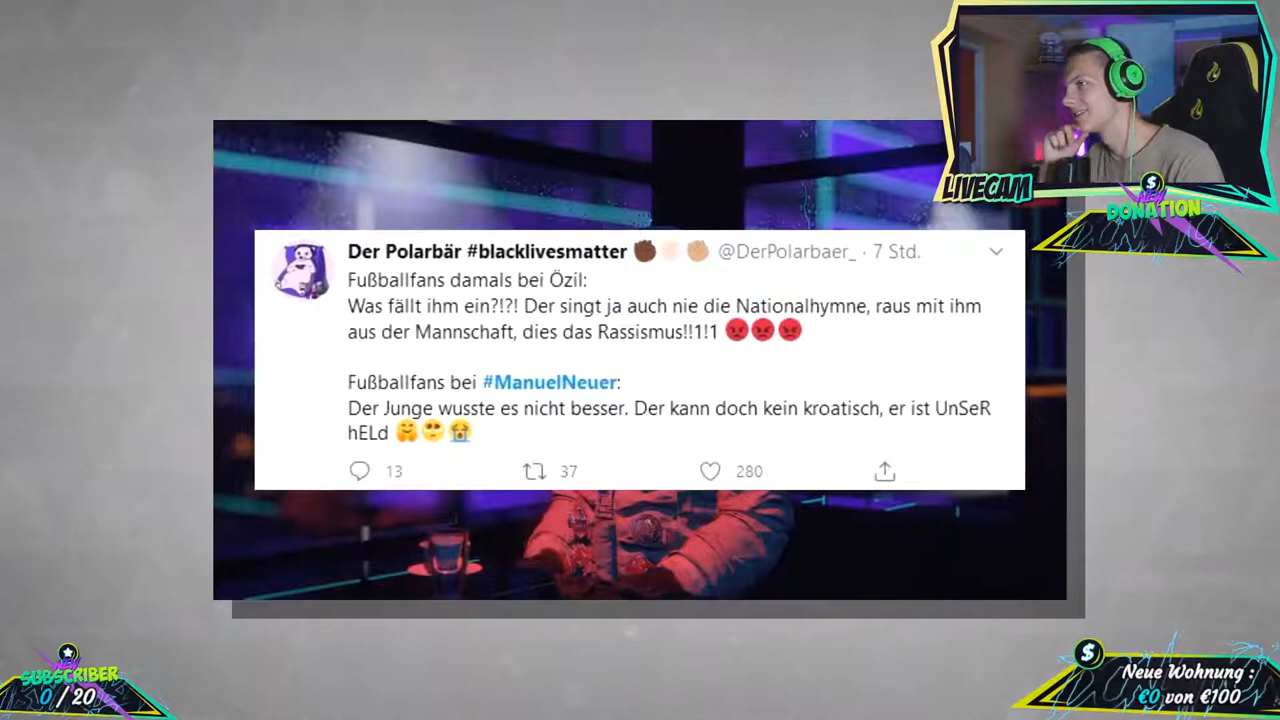 LIVECAM
NEW
DONATION
Der Polarbär #blacklivesmatter ✊🏿✊🏻✊🏼 @DerPolarbaer_ · 7 Std.
Fußballfans damals bei Özil:
Was fällt ihm ein?!?! Der singt ja auch nie die Nationalhymne, raus mit ihm
aus der Mannschaft, dies das Rassismus!!1!1 😡😡😡
Fußballfans bei #ManuelNeuer:
Der Junge wusste es nicht besser. Der kann doch kein kroatisch, er ist UnSeR
hELd 🤗🥺😭
13 37 280
NEW
SUBSCRIBER
0 / 20
Neue Wohnung :
€0 von €100